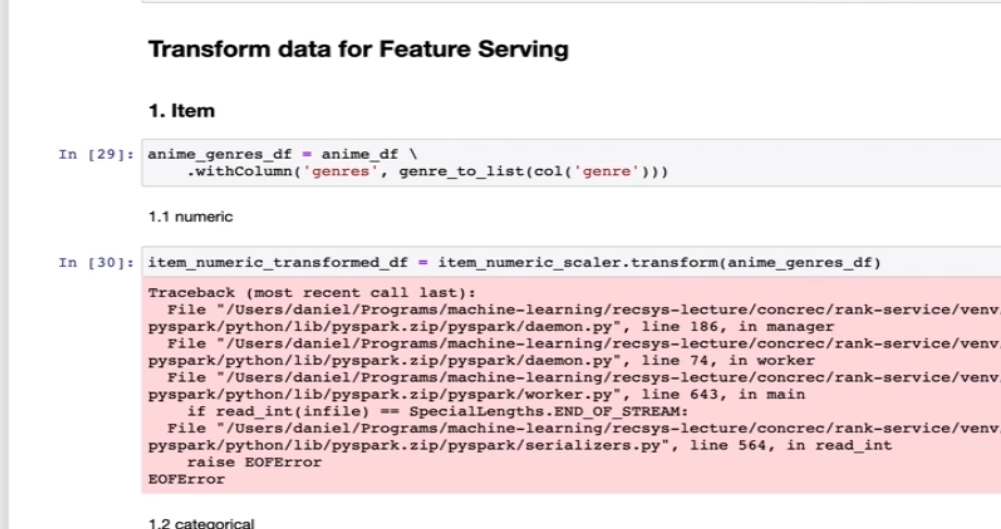 Transform data for Feature Serving
1. Item
In [29]: anime_genres_df = anime_df \
.withColumn('genres', genre_to_list(col('genre')))
1.1 numeric
In [30]: item_numeric_transformed_df = item_numeric_scaler.transform(anime_genres_df)
Traceback (most recent call last):
File "/Users/daniel/Programs/machine-learning/recsys-lecture/concrec/rank-service/venv
pyspark/python/lib/pyspark.zip/pyspark/daemon.py", line 186, in manager
File "/Users/daniel/Programs/machine-learning/recsys-lecture/concrec/rank-service/venv
pyspark/python/lib/pyspark.zip/pyspark/daemon.py", line 74, in worker
File "/Users/daniel/Programs/machine-learning/recsys-lecture/concrec/rank-service/venv
pyspark/python/lib/pyspark.zip/pyspark/worker.py", line 643, in main
if read_int(infile) == SpecialLengths.END_OF_STREAM:
File "/Users/daniel/Programs/machine-learning/recsys-lecture/concrec/rank-service/venv
pyspark/python/lib/pyspark.zip/pyspark/serializers.py", line 564, in read_int
raise EOFError
EOFError
1.2 categorical